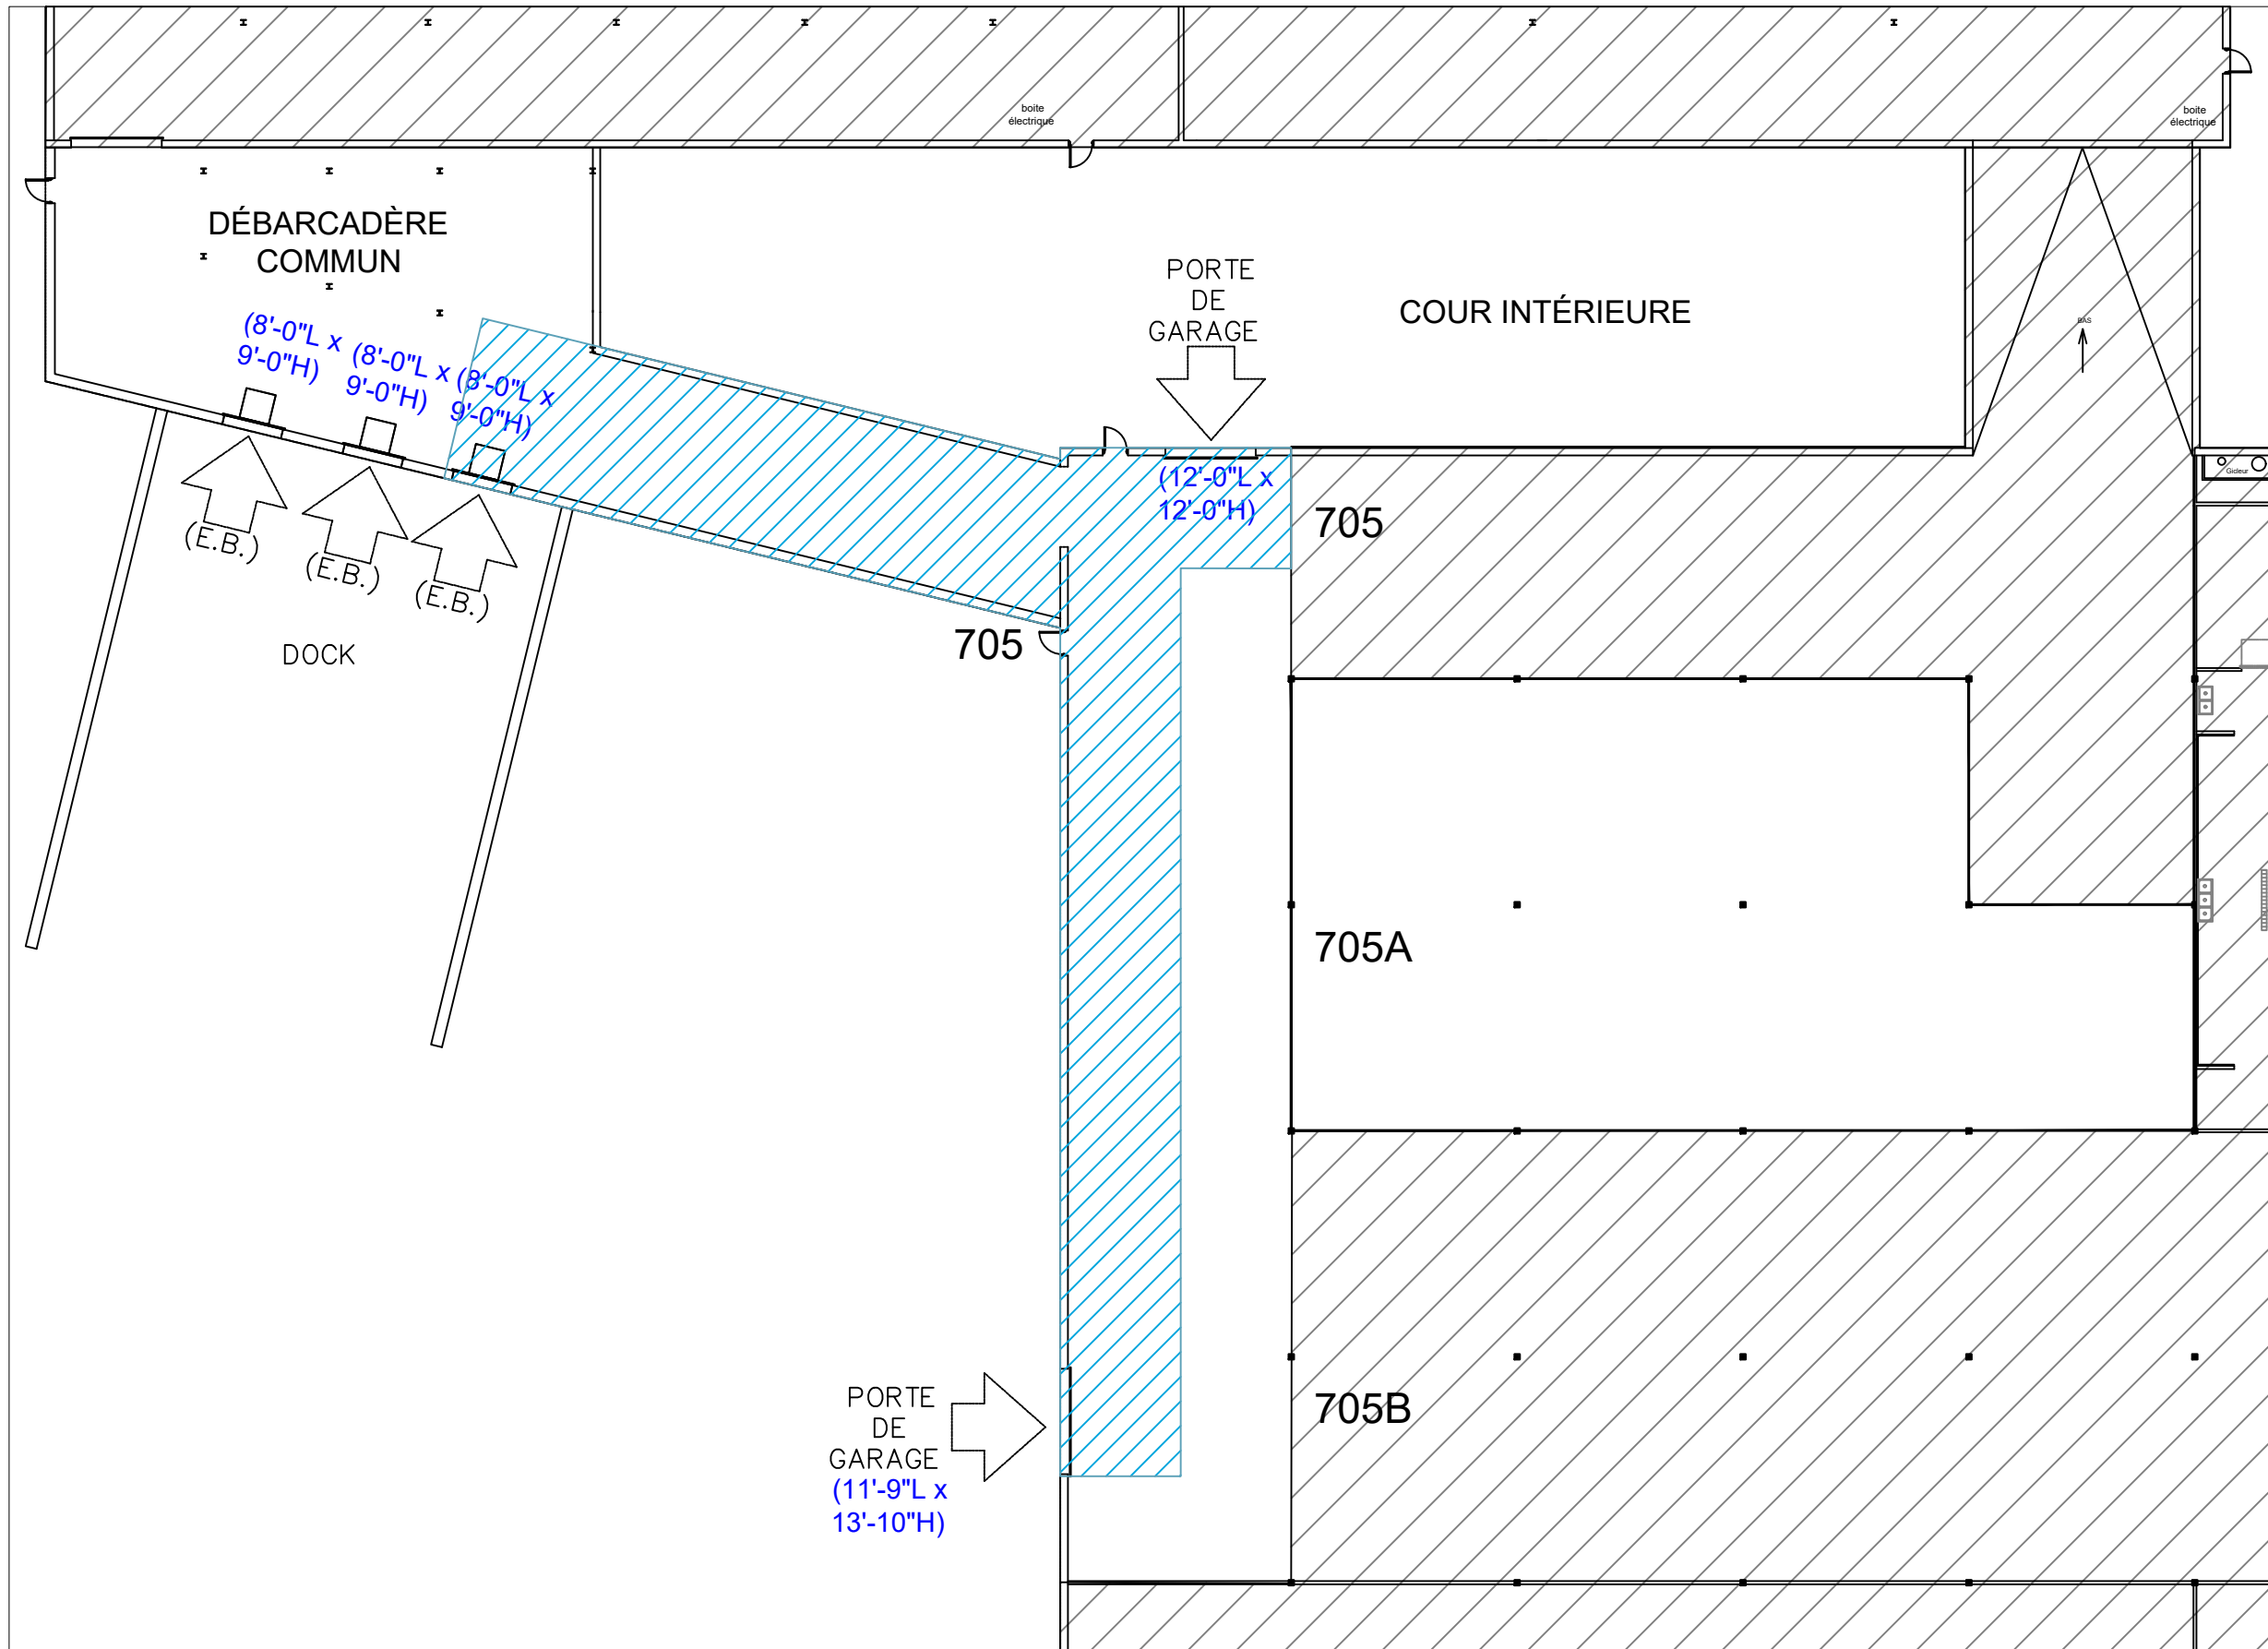 boite
électrique
boite
électrique
DÉBARCADÈRE
COMMUN
PORTE
DE
GARAGE
COUR INTÉRIEURE
BAS
(8'-0"L x
9'-0"H)
(8'-0"L x
9'-0"H)
(8'-0"L x
9'-0"H)
(12'-0"L x
12'-0"H)
Gicleur
705
(E.B.)
(E.B.)
(E.B.)
DOCK
705
705A
PORTE
DE
GARAGE
(11'-9"L x
13'-10"H)
705B